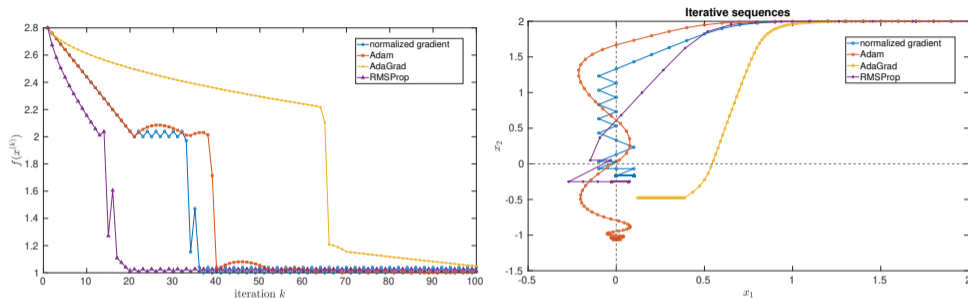 2.8
2.6
2.4
2.2
2
1.8
1.6
1.4
1.2
1
f(x^{(k)})
0 10 20 30 40 50 60 70 80 90 100
iteration k
normalized gradient
Adam
AdaGrad
RMSProp
Iterative sequences
2
1.5
1
0.5
0
-0.5
-1
-1.5
x_2
-0.5 0 0.5 1 1.5 2
x_1
normalized gradient
Adam
AdaGrad
RMSProp